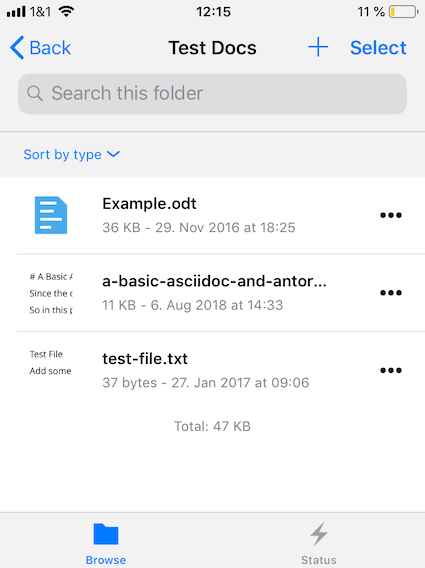 1&1 12:15 11 %
Back Test Docs + Select
Search this folder
Sort by type
Example.odt
36 KB - 29. Nov 2016 at 18:25
# A Basic A
Since the c
So in this p
a-basic-asciidoc-and-antor...
11 KB - 6. Aug 2018 at 14:33
Test File
Add some
test-file.txt
37 bytes - 27. Jan 2017 at 09:06
Total: 47 KB
Browse Status